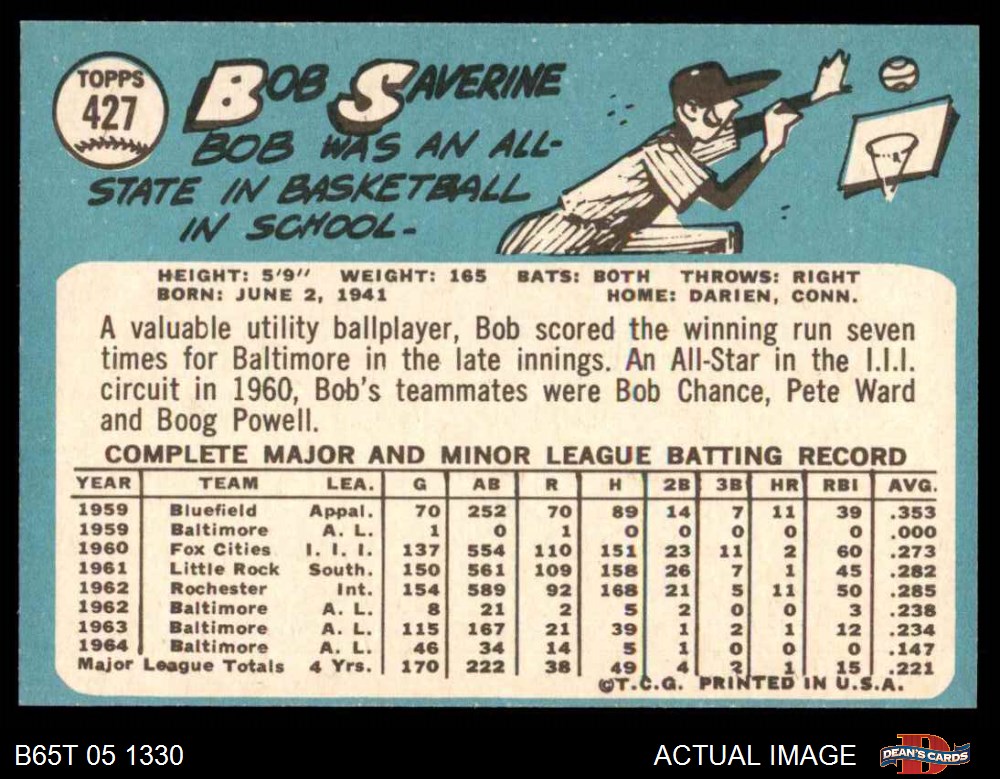 TOPPS
427
BOB SAVERINE
BOB WAS AN ALL-
STATE IN BASKETBALL
IN SCHOOL-
HEIGHT: 5'9" WEIGHT: 165 BATS: BOTH THROWS: RIGHT
BORN: JUNE 2, 1941 HOME: DARIEN, CONN.
A valuable utility ballplayer, Bob scored the winning run seven
times for Baltimore in the late innings. An All-Star in the I.I.I.
circuit in 1960, Bob's teammates were Bob Chance, Pete Ward
and Boog Powell.
COMPLETE MAJOR AND MINOR LEAGUE BATTING RECORD
YEAR TEAM LEA. G AB R H 2B 3B HR RBI AVG.
1959 Bluefield Appal. 70 252 70 89 14 7 11 39 .353
1959 Baltimore A. L. 1 0 1 0 0 0 0 0 .000
1960 Fox Cities I. I. I. 137 554 110 151 23 11 2 60 .273
1961 Little Rock South. 150 561 109 158 26 7 1 45 .282
1962 Rochester Int. 154 589 92 168 21 5 11 50 .285
1962 Baltimore A. L. 8 21 2 5 2 0 0 3 .238
1963 Baltimore A. L. 115 167 21 39 1 2 1 12 .234
1964 Baltimore A. L. 46 34 14 5 1 0 0 0 .147
Major League Totals 4 Yrs. 170 222 38 49 4 2 1 15 .221
©T.C.G. PRINTED IN U.S.A.
B65T 05 1330 ACTUAL IMAGE DEAN'S CARDS